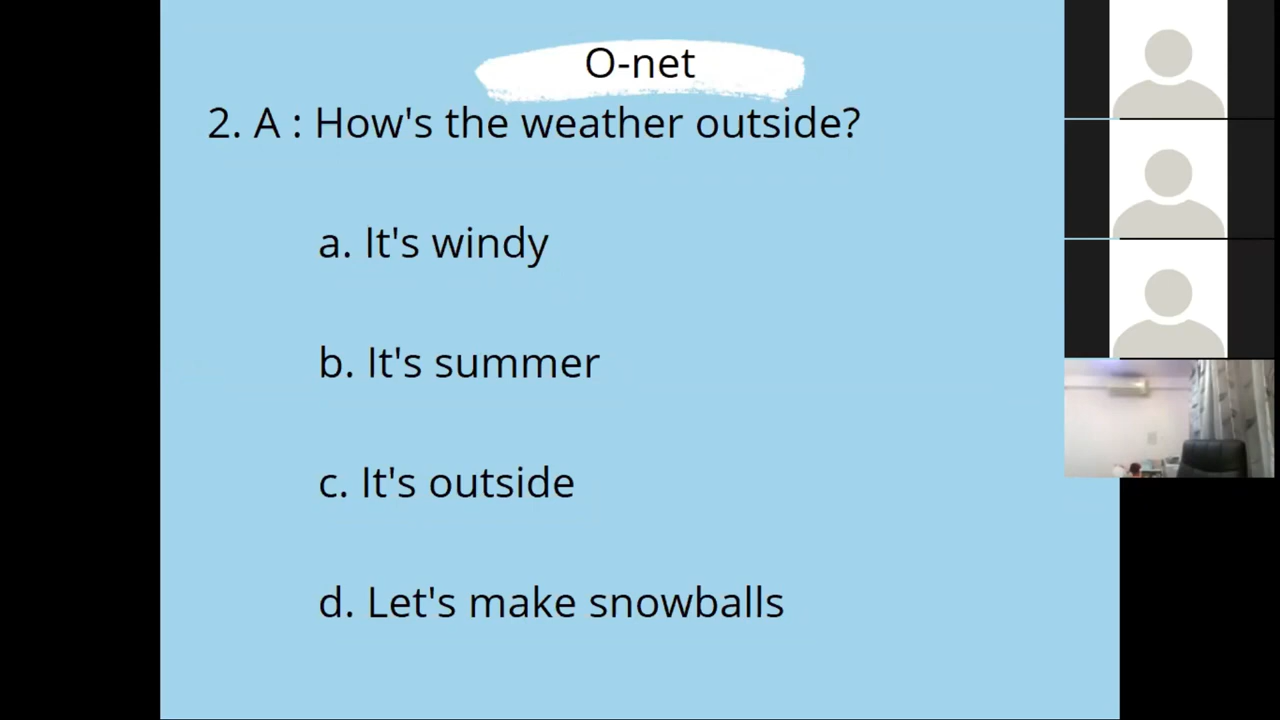 O-net
2. A : How's the weather outside?
a. It's windy
b. It's summer
c. It's outside
d. Let's make snowballs